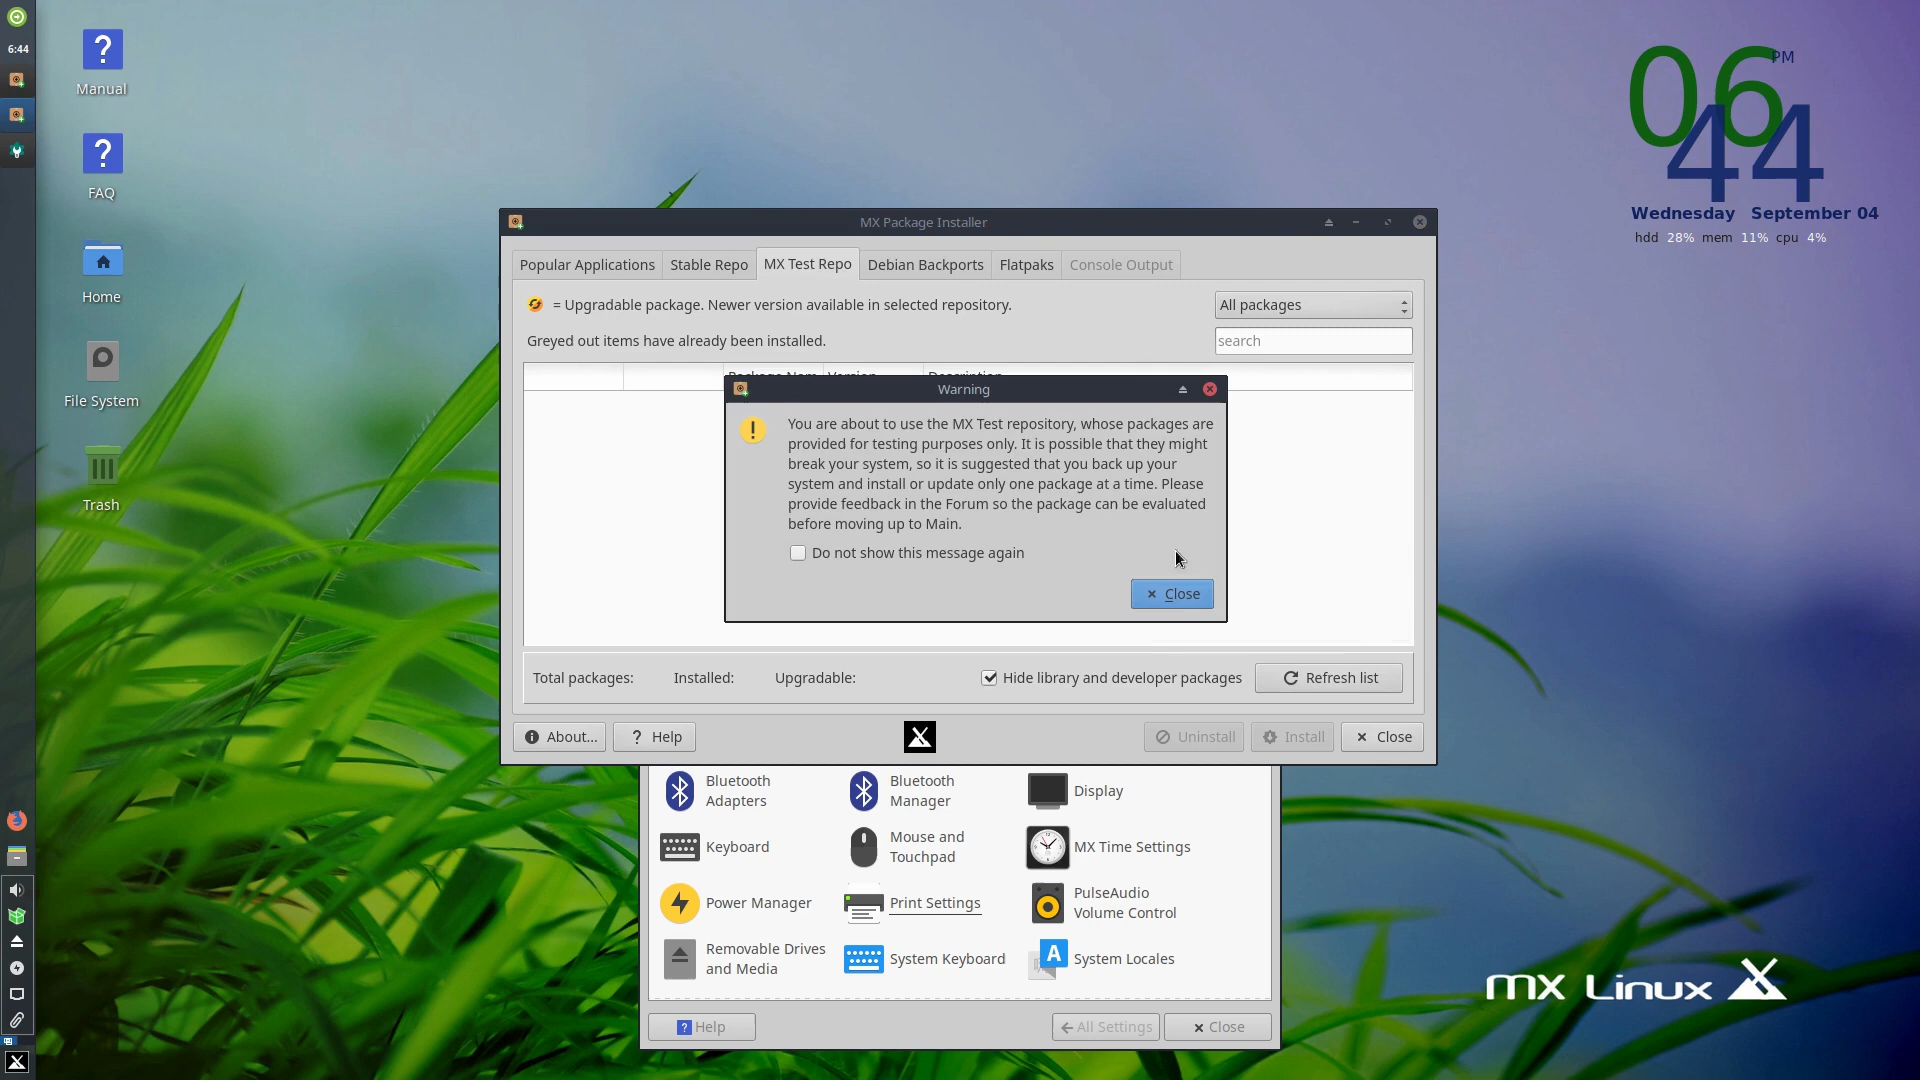 6:44
Manual
FAQ
Home
File System
Trash
06
PM
44
Wednesday September 04
hdd 28% mem 11% cpu 4%
MX Package Installer
Popular Applications
Stable Repo
MX Test Repo
Debian Backports
Flatpaks
Console Output
= Upgradable package. Newer version available in selected repository.
All packages
Greyed out items have already been installed.
search
Warning
You are about to use the MX Test repository, whose packages are
provided for testing purposes only. It is possible that they might
break your system, so it is suggested that you back up your
system and install or update only one package at a time. Please
provide feedback in the Forum so the package can be evaluated
before moving up to Main.
Do not show this message again
Close
Total packages:
Installed:
Upgradable:
Hide library and developer packages
Refresh list
About...
? Help
Uninstall
Install
Close
Bluetooth
Adapters
Bluetooth
Manager
Display
Keyboard
Mouse and
Touchpad
MX Time Settings
Power Manager
Print Settings
PulseAudio
Volume Control
Removable Drives
and Media
System Keyboard
A
System Locales
? Help
All Settings
Close
mx Linux